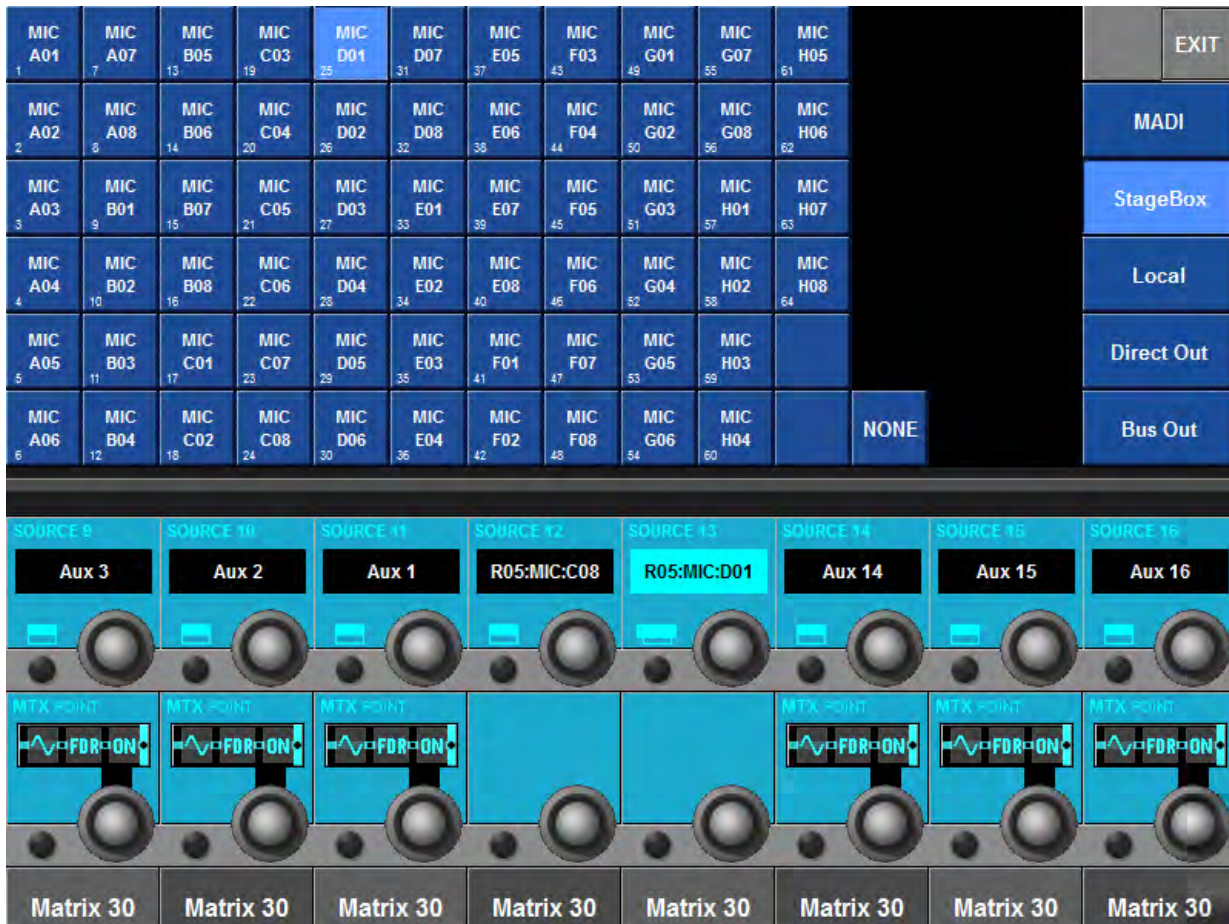 MIC A01 1 MIC A07 7 MIC B05 13 MIC C03 19 MIC D01 25 MIC D07 31 MIC E05 37 MIC F03 43 MIC G01 49 MIC G07 55 MIC H05 61 EXIT
MIC A02 2 MIC A08 8 MIC B06 14 MIC C04 20 MIC D02 26 MIC D08 32 MIC E06 38 MIC F04 44 MIC G02 50 MIC G08 56 MIC H06 62 MADI
MIC A03 3 MIC B01 9 MIC B07 15 MIC C05 21 MIC D03 27 MIC E01 33 MIC E07 39 MIC F05 45 MIC G03 51 MIC H01 57 MIC H07 63 StageBox
MIC A04 4 MIC B02 10 MIC B08 16 MIC C06 22 MIC D04 28 MIC E02 34 MIC E08 40 MIC F06 46 MIC G04 52 MIC H02 58 MIC H08 64 Local
MIC A05 5 MIC B03 11 MIC C01 17 MIC C07 23 MIC D05 29 MIC E03 35 MIC F01 41 MIC F07 47 MIC G05 53 MIC H03 59 Direct Out
MIC A06 6 MIC B04 12 MIC C02 18 MIC C08 24 MIC D06 30 MIC E04 36 MIC F02 42 MIC F08 48 MIC G06 54 MIC H04 60 NONE Bus Out
SOURCE 9 SOURCE 10 SOURCE 11 SOURCE 12 SOURCE 13 SOURCE 14 SOURCE 15 SOURCE 16
Aux 3 Aux 2 Aux 1 R05:MIC:C08 R05:MIC:D01 Aux 14 Aux 15 Aux 16
MTX POINT MTX POINT MTX POINT MTX POINT MTX POINT MTX POINT
FDR ON FDR ON FDR ON FDR ON FDR ON FDR ON
Matrix 30 Matrix 30 Matrix 30 Matrix 30 Matrix 30 Matrix 30 Matrix 30 Matrix 30